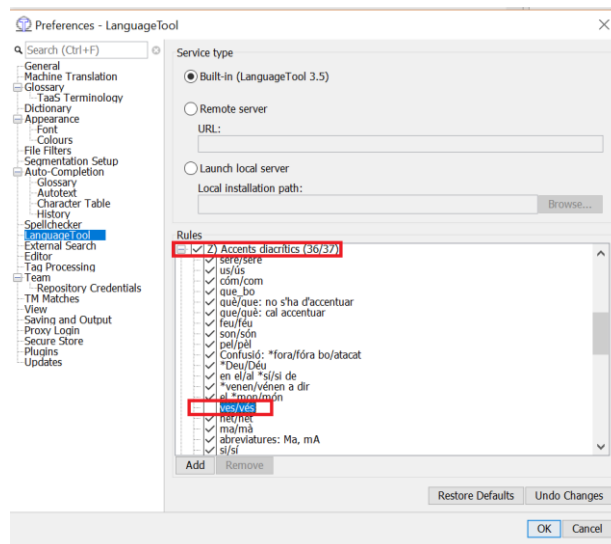 Preferences - LanguageTool
Search (Ctrl+F)
General
Machine Translation
Glossary
TaaS Terminology
Dictionary
Appearance
Font
Colours
File Filters
Segmentation Setup
Auto-Completion
Glossary
Autotext
Character Table
History
Spellchecker
LanguageTool
External Search
Editor
Tag Processing
Team
Repository Credentials
TM Matches
View
Saving and Output
Proxy Login
Secure Store
Plugins
Updates
Service type
Built-in (LanguageTool 3.5)
Remote server
URL:
Launch local server
Local installation path:
Browse...
Rules
Z) Accents diacrítics (36/37)
us/ús
cóm/com
que_bo
què/que: no s'ha d'accentuar
que/què: cal accentuar
feu/féu
son/són
pel/pèl
Confusió: *fora/fóra bo/atacat
*Deu/Déu
en el/al *sí/si de
*venen/vénen a dir
el *mon/món
ves/vés
ma/mà
abreviatures: Ma, mA
si/sí
Add
Remove
Restore Defaults
Undo Changes
OK
Cancel